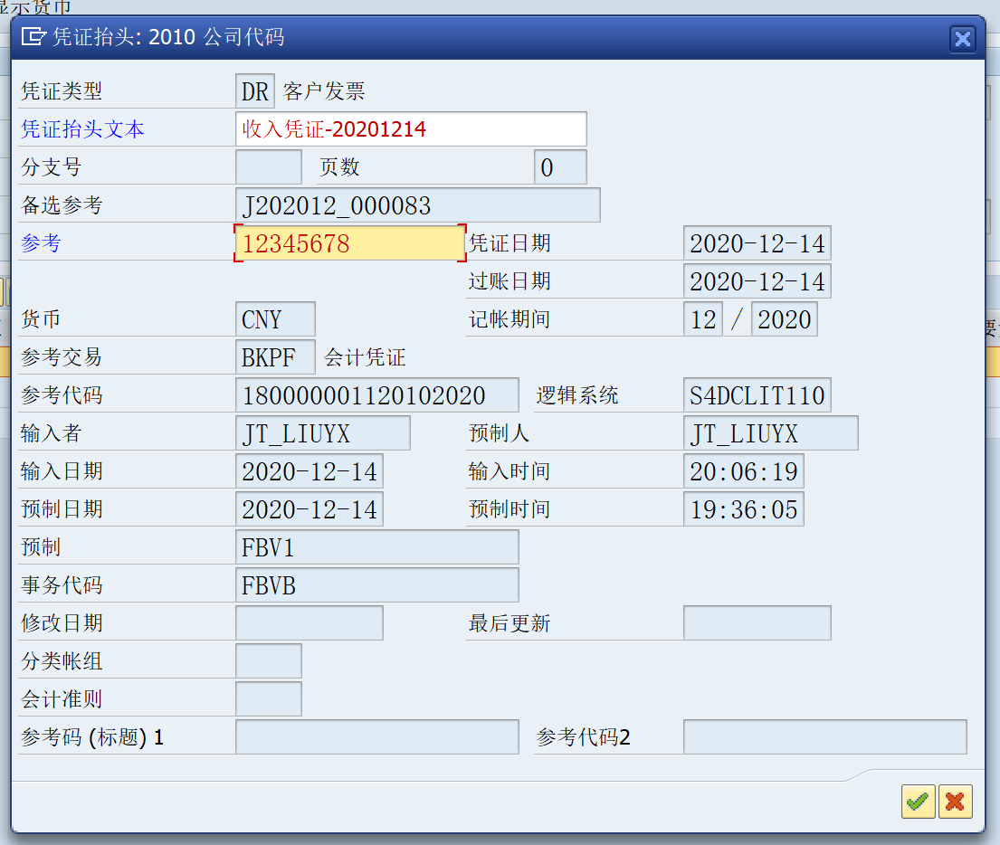 显示货币
凭证抬头: 2010 公司代码
凭证类型 DR 客户发票
凭证抬头文本 收入凭证-20201214
分支号 页数 0
备选参考 J202012_000083
参考 12345678 凭证日期 2020-12-14
过账日期 2020-12-14
货币 CNY 记帐期间 12 / 2020
要
参考交易 BKPF 会计凭证
参考代码 180000001120102020 逻辑系统 S4DCLIT110
输入者 JT_LIUYX 预制人 JT_LIUYX
输入日期 2020-12-14 输入时间 20:06:19
预制日期 2020-12-14 预制时间 19:36:05
预制 FBV1
事务代码 FBVB
修改日期 最后更新
分类帐组
会计准则
参考码 (标题) 1 参考代码2